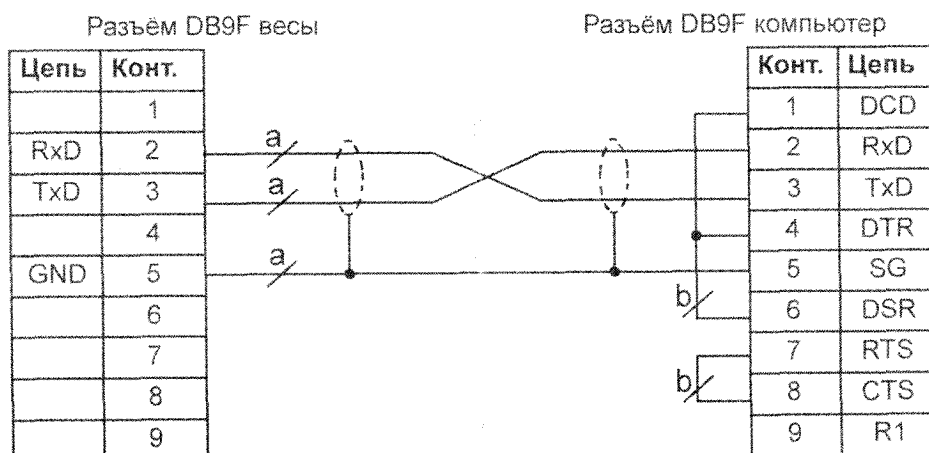 Разъём DB9F весы
Разъём DB9F компьютер
Цепь Конт.
1
RxD 2
TxD 3
4
GND 5
6
7
8
9
a
a
a
b
b
Конт. Цепь
1 DCD
2 RxD
3 TxD
4 DTR
5 SG
6 DSR
7 RTS
8 CTS
9 R1